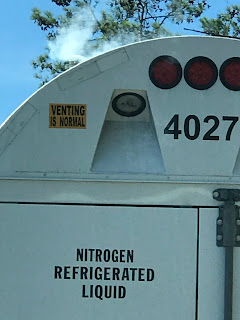 VENTING
IS NORMAL
4027
NITROGEN
REFRIGERATED
LIQUID